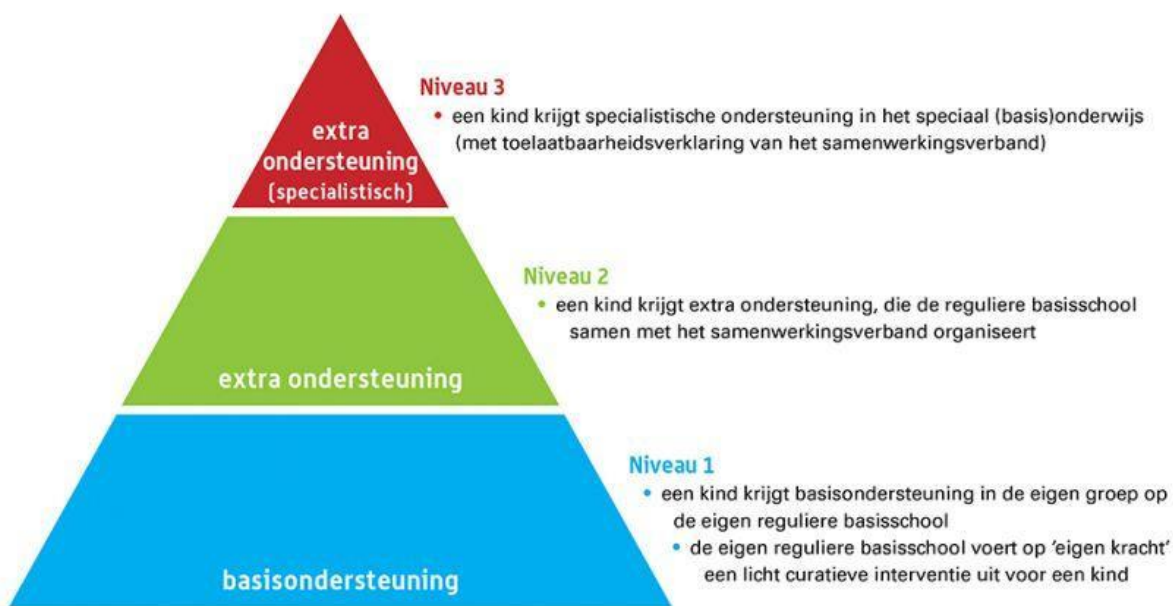 Niveau 3
• een kind krijgt specialistische ondersteuning in het speciaal (basis)onderwijs
(met toelaatbaarheidsverklaring van het samenwerkingsverband)
extra
ondersteuning
(specialistisch)
Niveau 2
• een kind krijgt extra ondersteuning, die de reguliere basisschool
samen met het samenwerkingsverband organiseert
extra ondersteuning
Niveau 1
• een kind krijgt basisondersteuning in de eigen groep op
de eigen reguliere basisschool
• de eigen reguliere basisschool voert op 'eigen kracht'
een licht curatieve interventie uit voor een kind
basisondersteuning